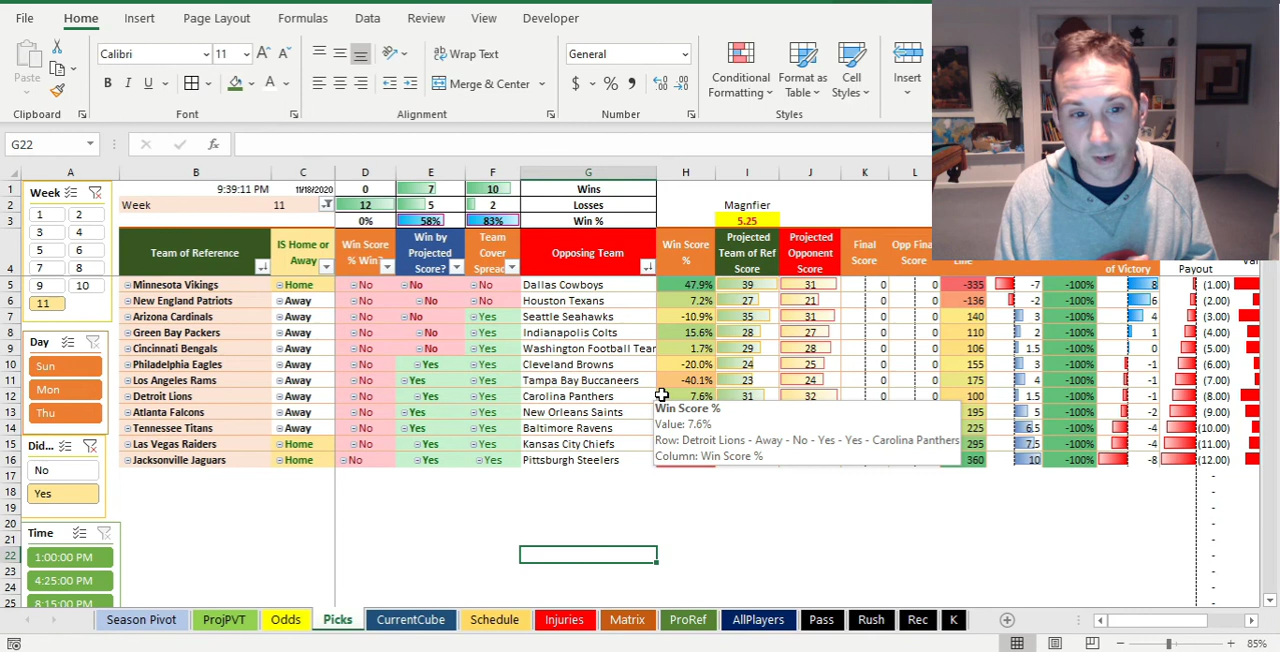 File Home Insert Page Layout Formulas Data Review View Developer
Paste Calibri 11 A A Wrap Text General Conditional Formatting Format as Table Cell Styles Insert
B I U A Merge & Center $ % 9
Clipboard Font Alignment Number Styles
G22 fx
A B C D E F G H I J K L
1 9:39:11 PM 11/18/2020 0 7 10 Wins
2 Week 11 12 5 2 Losses Magnfier
3 0% 58% 83% Win % 5.25
4 Team of Reference IS Home or Away Win Score % Win? Win by Projected Score? Team Cover Spread Opposing Team Win Score % Projected Team of Ref Score Projected Opponent Score Final Score Opp Fina Score Line of Victory Payout
5 Minnesota Vikings Home No No No Dallas Cowboys 47.9% 39 31 0 0 -335 -7 -100% 8 (1.00)
6 New England Patriots Away No No Yes Houston Texans 7.2% 27 21 0 0 -136 -2 -100% 6 (2.00)
7 Arizona Cardinals Away No No Yes Seattle Seahawks -10.9% 35 31 0 0 140 3 -100% 4 (3.00)
8 Green Bay Packers Away No No Yes Indianapolis Colts 15.6% 28 27 0 0 110 2 -100% 1 (4.00)
9 Cincinnati Bengals Away No No Yes Washington Football Tean 1.7% 29 28 0 0 106 1.5 -100% 0 (5.00)
10 Philadelphia Eagles Away No Yes Yes Cleveland Browns -20.0% 24 25 0 0 155 3 -100% -1 (6.00)
11 Los Angeles Rams Away No Yes Yes Tampa Bay Buccaneers -40.1% 23 24 0 0 175 4 -100% -1 (7.00)
12 Detroit Lions Away No Yes Yes Carolina Panthers 7.6% 31 32 0 0 100 1.5 -100% -1 (8.00)
13 Atlanta Falcons Away No Yes Yes New Orleans Saints 195 5 -100% -2 (9.00)
14 Tennessee Titans Away No Yes Yes Baltimore Ravens 6.5 -100% -4 (10.00)
15 Las Vegas Raiders Home No Yes Yes Kansas City Chiefs 295 7.5 -100% -4 (11.00)
16 Jacksonville Jaguars Home No Yes Yes Pittsburgh Steelers 360 10 -100% -8 (12.00)
Win Score %
Value: 7.6%
Row: Detroit Lions - Away - No - Yes - Yes - Carolina Panthers
Column: Win Score %
17
18
19
20
21
22
23
24
25
Week
1 2
3 4
5 6
7 8
9 10
11
Day
Sun
Mon
Thu
Did...
No
Yes
Time
1:00:00 PM
4:25:00 PM
8:15:00 PM
Season Pivot ProjPVT Odds Picks CurrentCube Schedule Injuries Matrix ProRef AllPlayers Pass Rush Rec K
85%